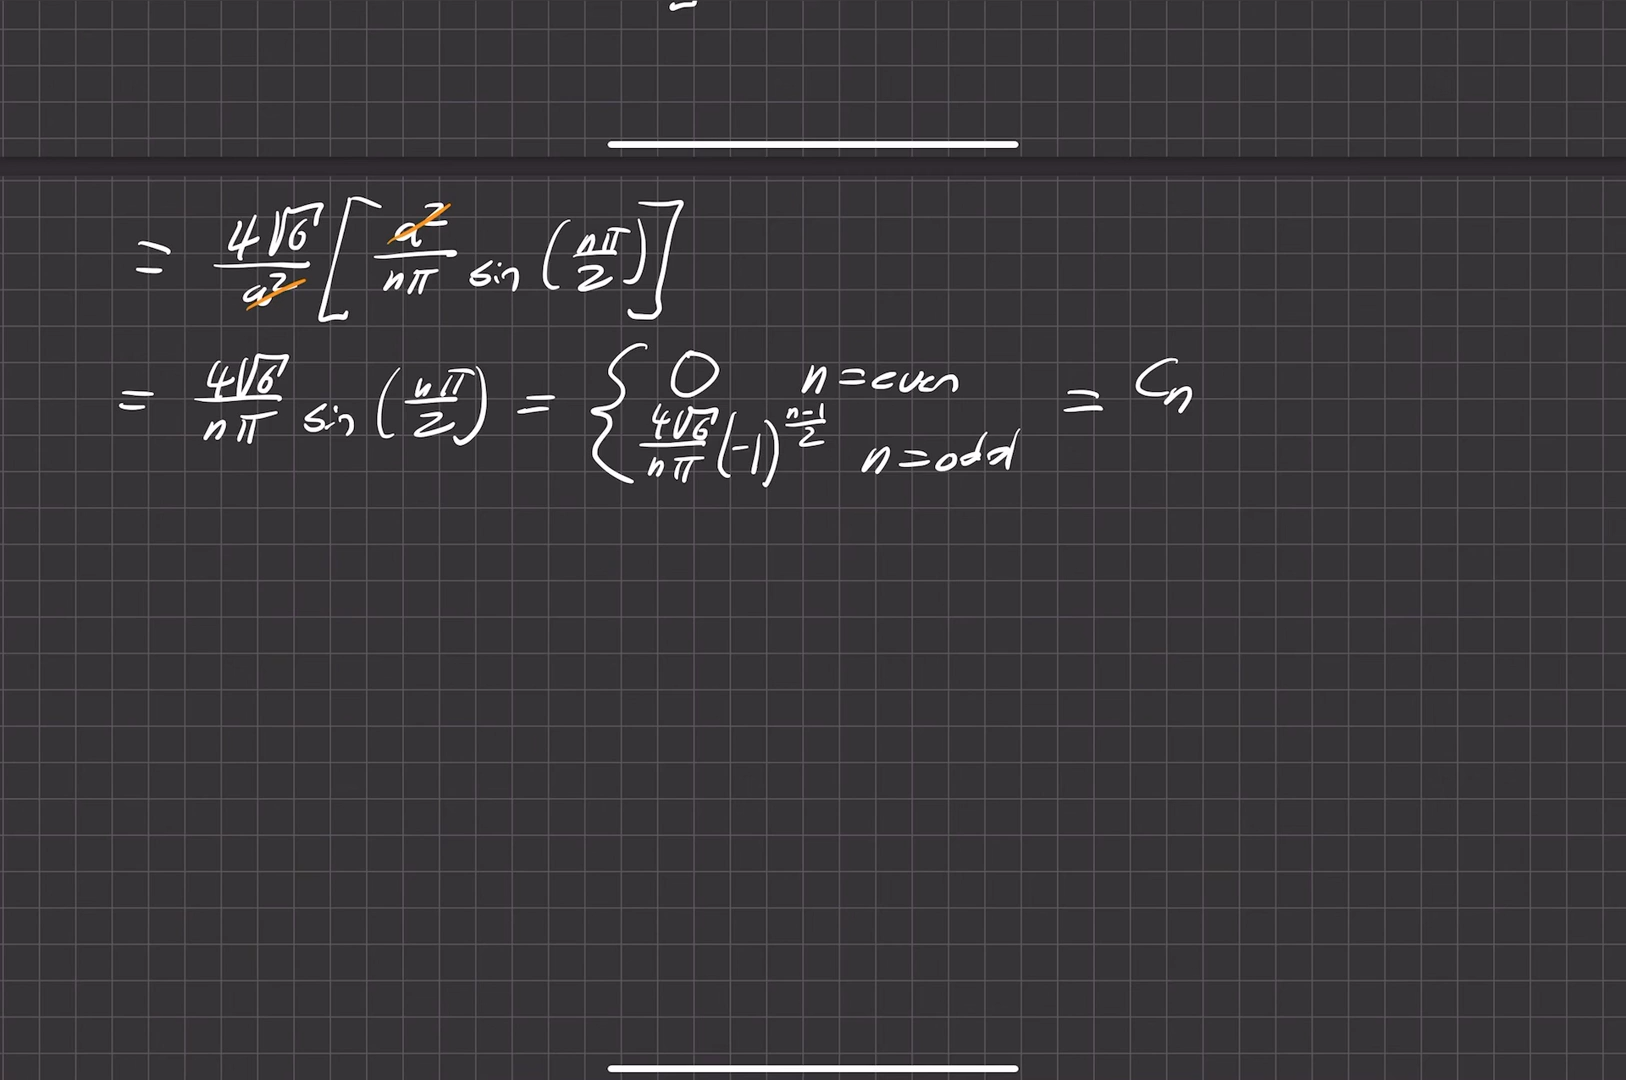 = 4√6/a² [ a²/nπ sin (nπ/2) ]
= 4√6/nπ sin (nπ/2) = { 0 n = even = Cn
4√6/nπ (-1)^((n-1)/2) n = odd